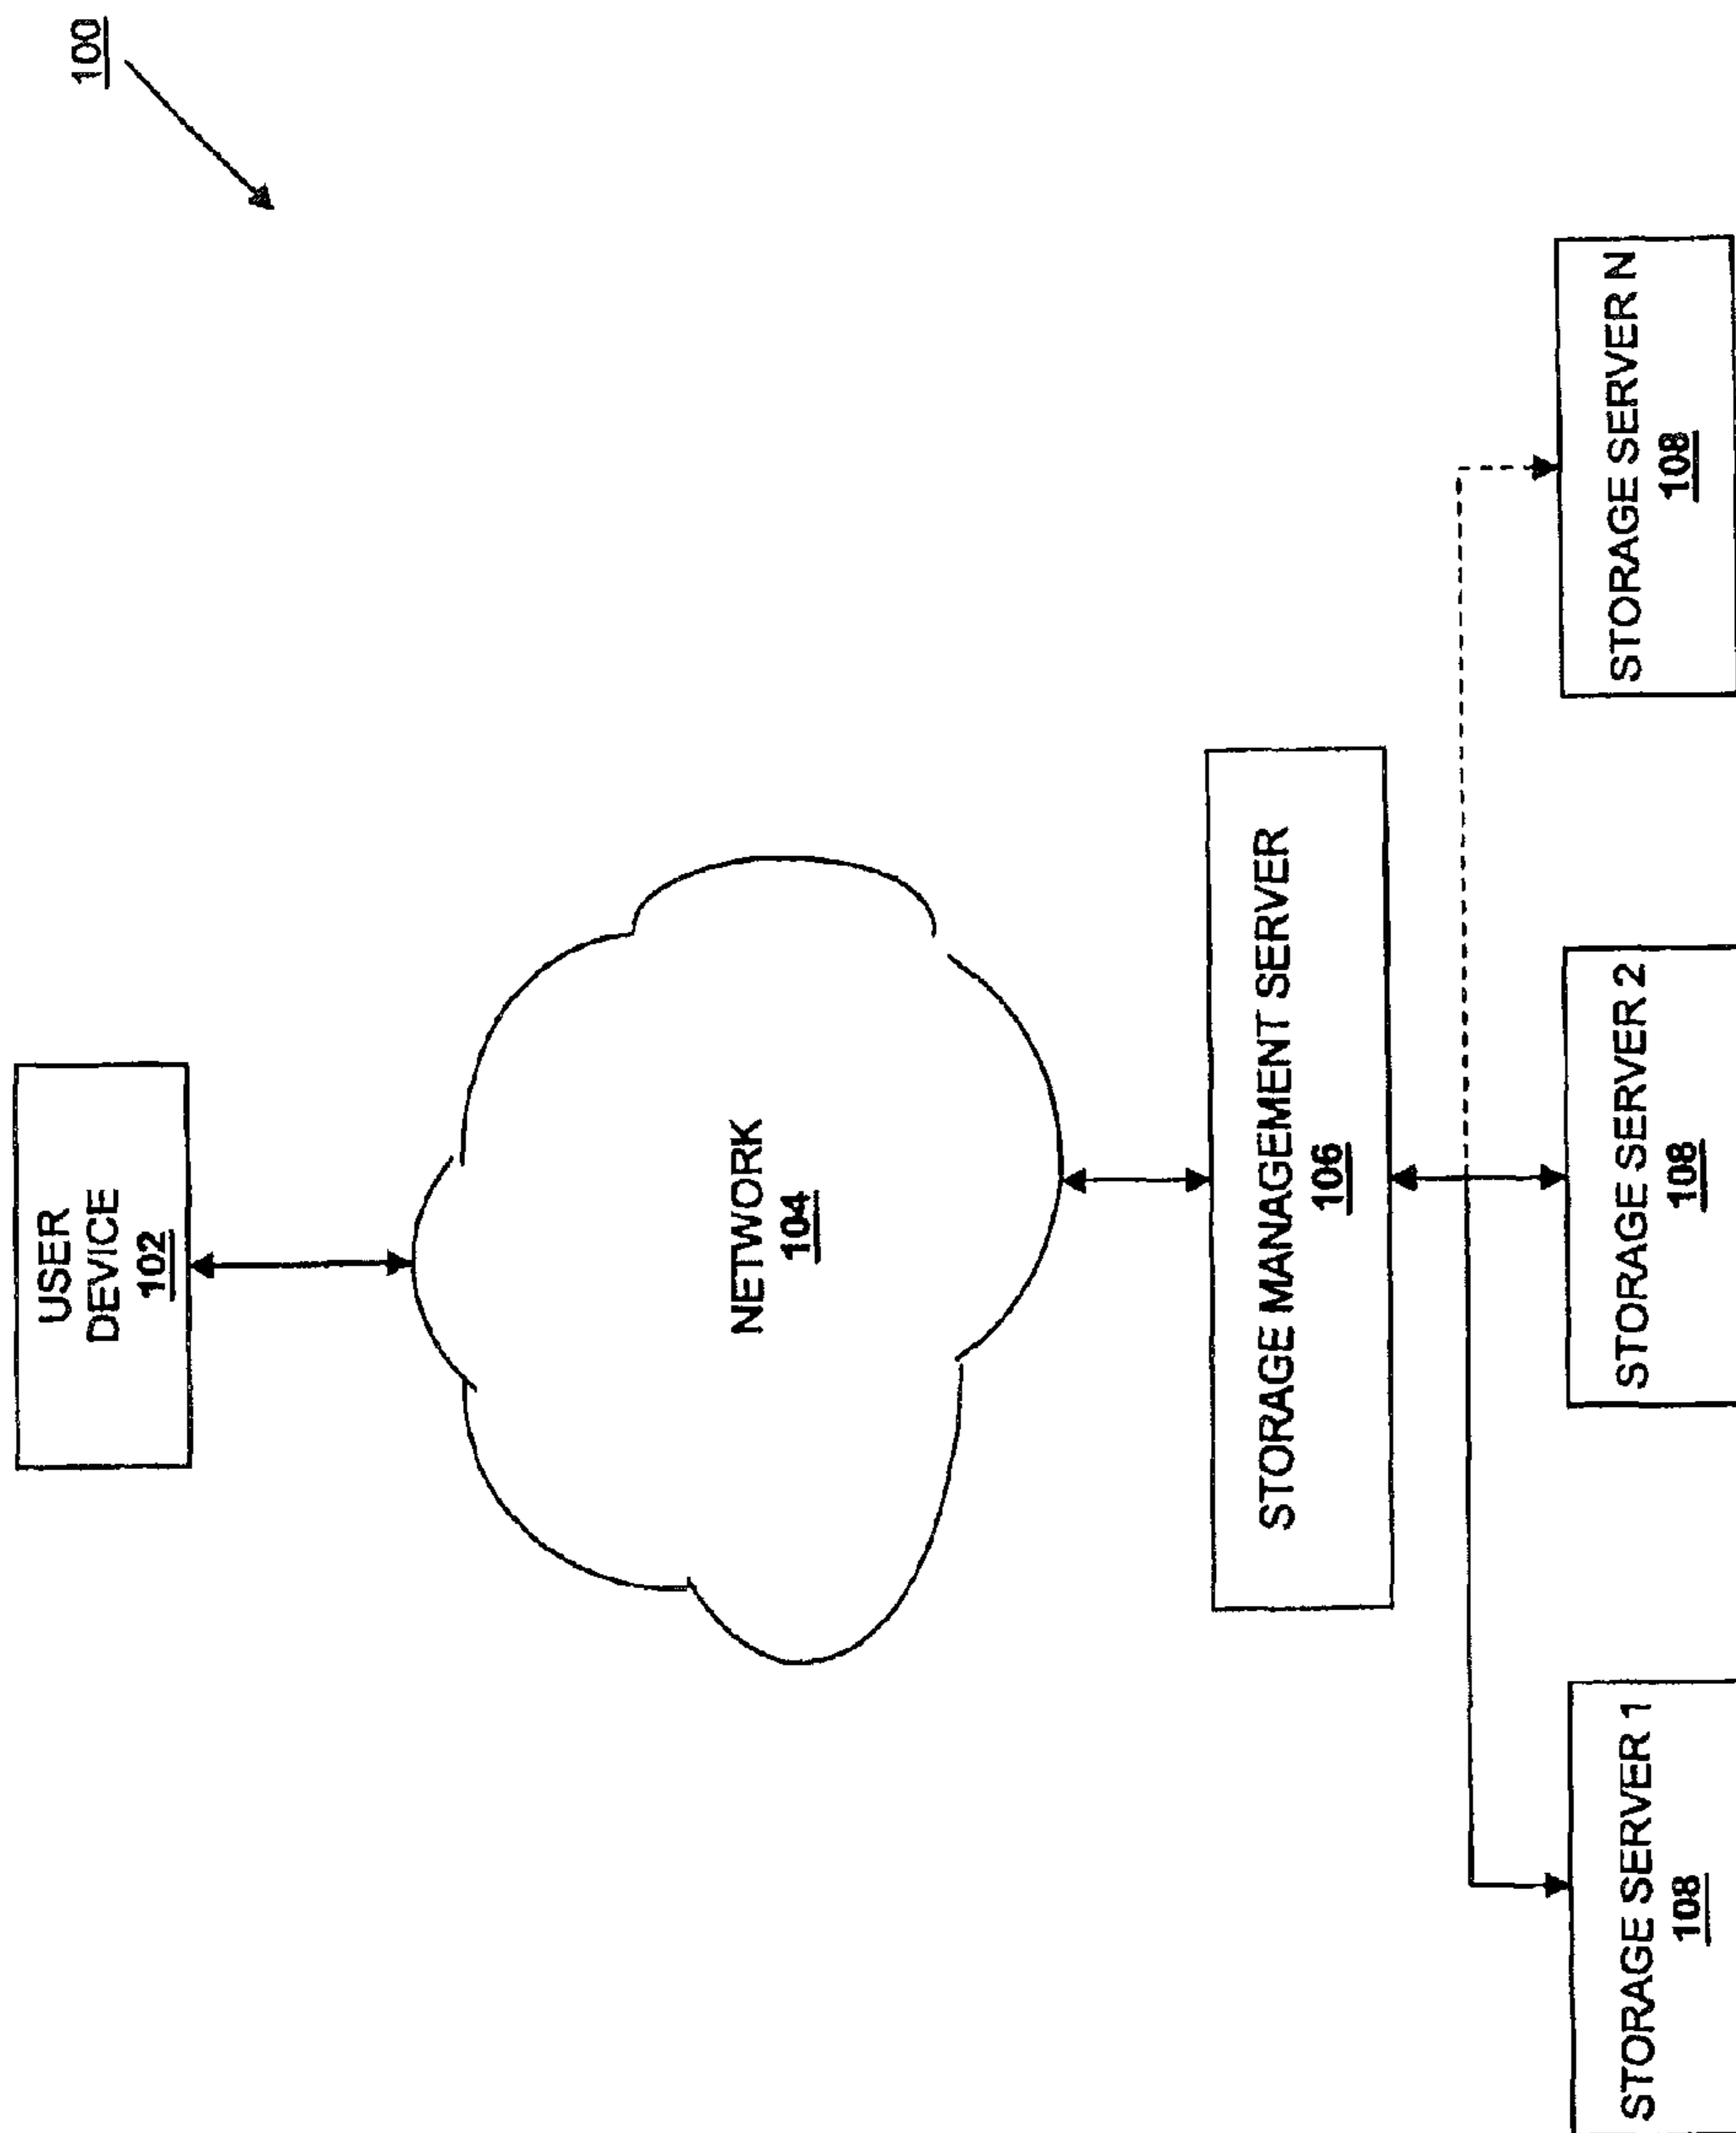 100
USER
DEVICE
102
NETWORK
104
STORAGE MANAGEMENT SERVER
106
STORAGE SERVER 1
108
STORAGE SERVER 2
108
STORAGE SERVER N
108